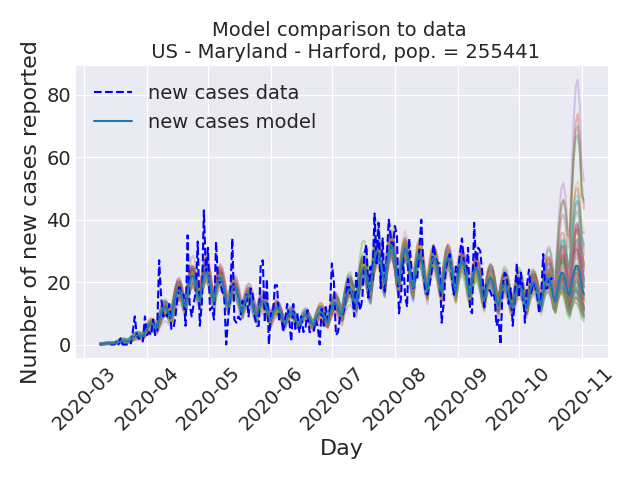 Model comparison to data
US - Maryland - Harford, pop. = 255441
Number of new cases reported
80
60
40
20
0
new cases data
new cases model
2020-03
2020-04
2020-05
2020-06
2020-07
2020-08
2020-09
2020-10
2020-11
Day